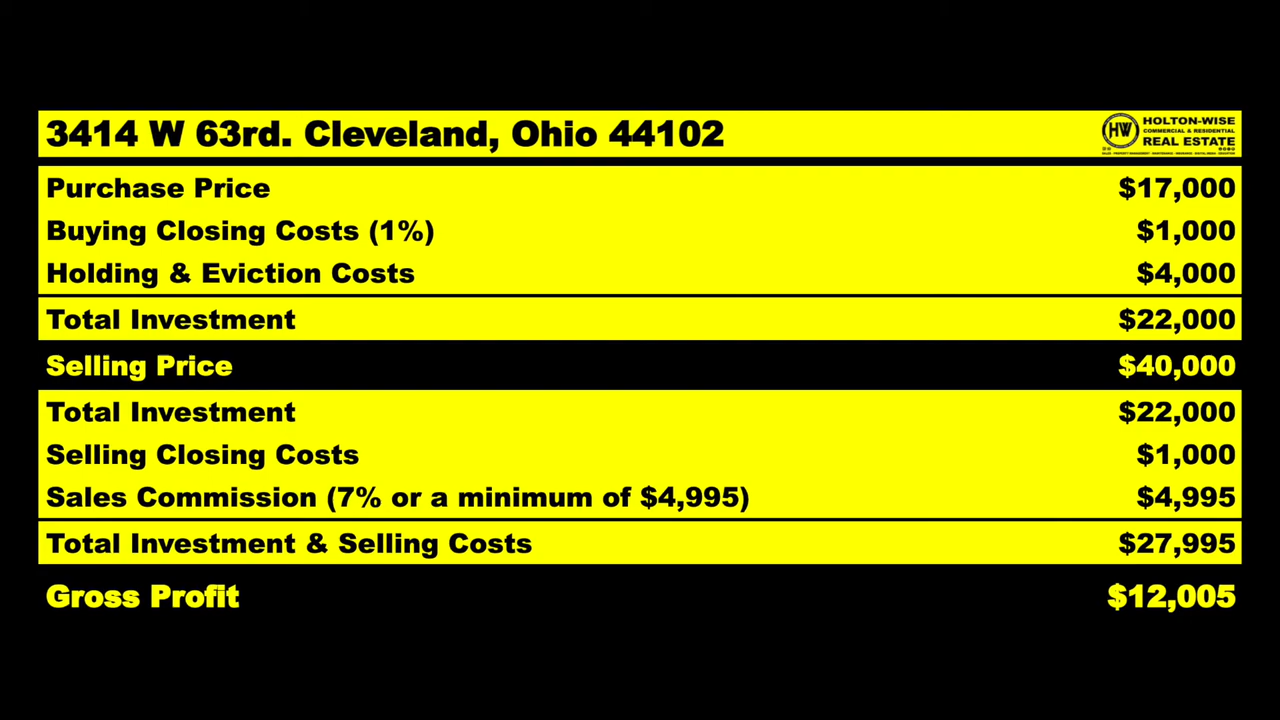 3414 W 63rd. Cleveland, Ohio 44102
HOLTON-WISE
COMMERCIAL & RESIDENTIAL
REAL ESTATE
Purchase Price $17,000
Buying Closing Costs (1%) $1,000
Holding & Eviction Costs $4,000
Total Investment $22,000
Selling Price $40,000
Total Investment $22,000
Selling Closing Costs $1,000
Sales Commission (7% or a minimum of $4,995) $4,995
Total Investment & Selling Costs $27,995
Gross Profit $12,005